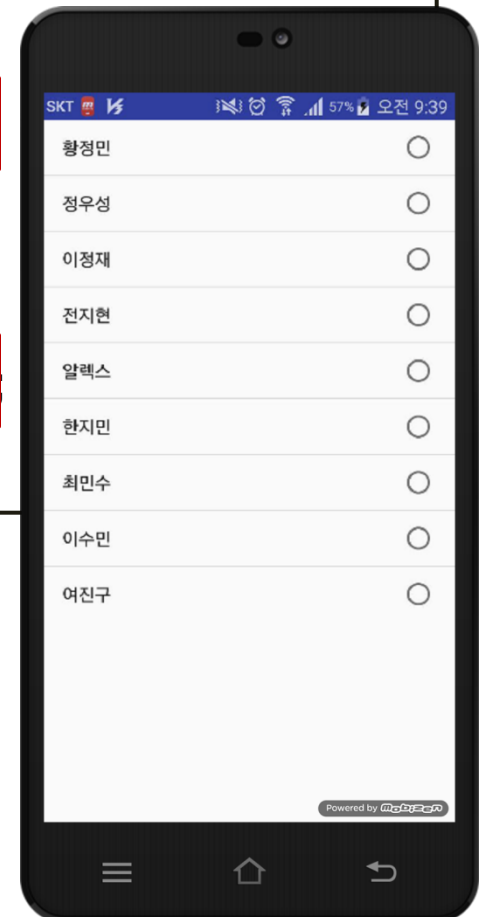 SKT 57% 오전 9:39
황정민
정우성
이정재
전지현
알렉스
한지민
최민수
이수민
여진구
Powered by Mobizen